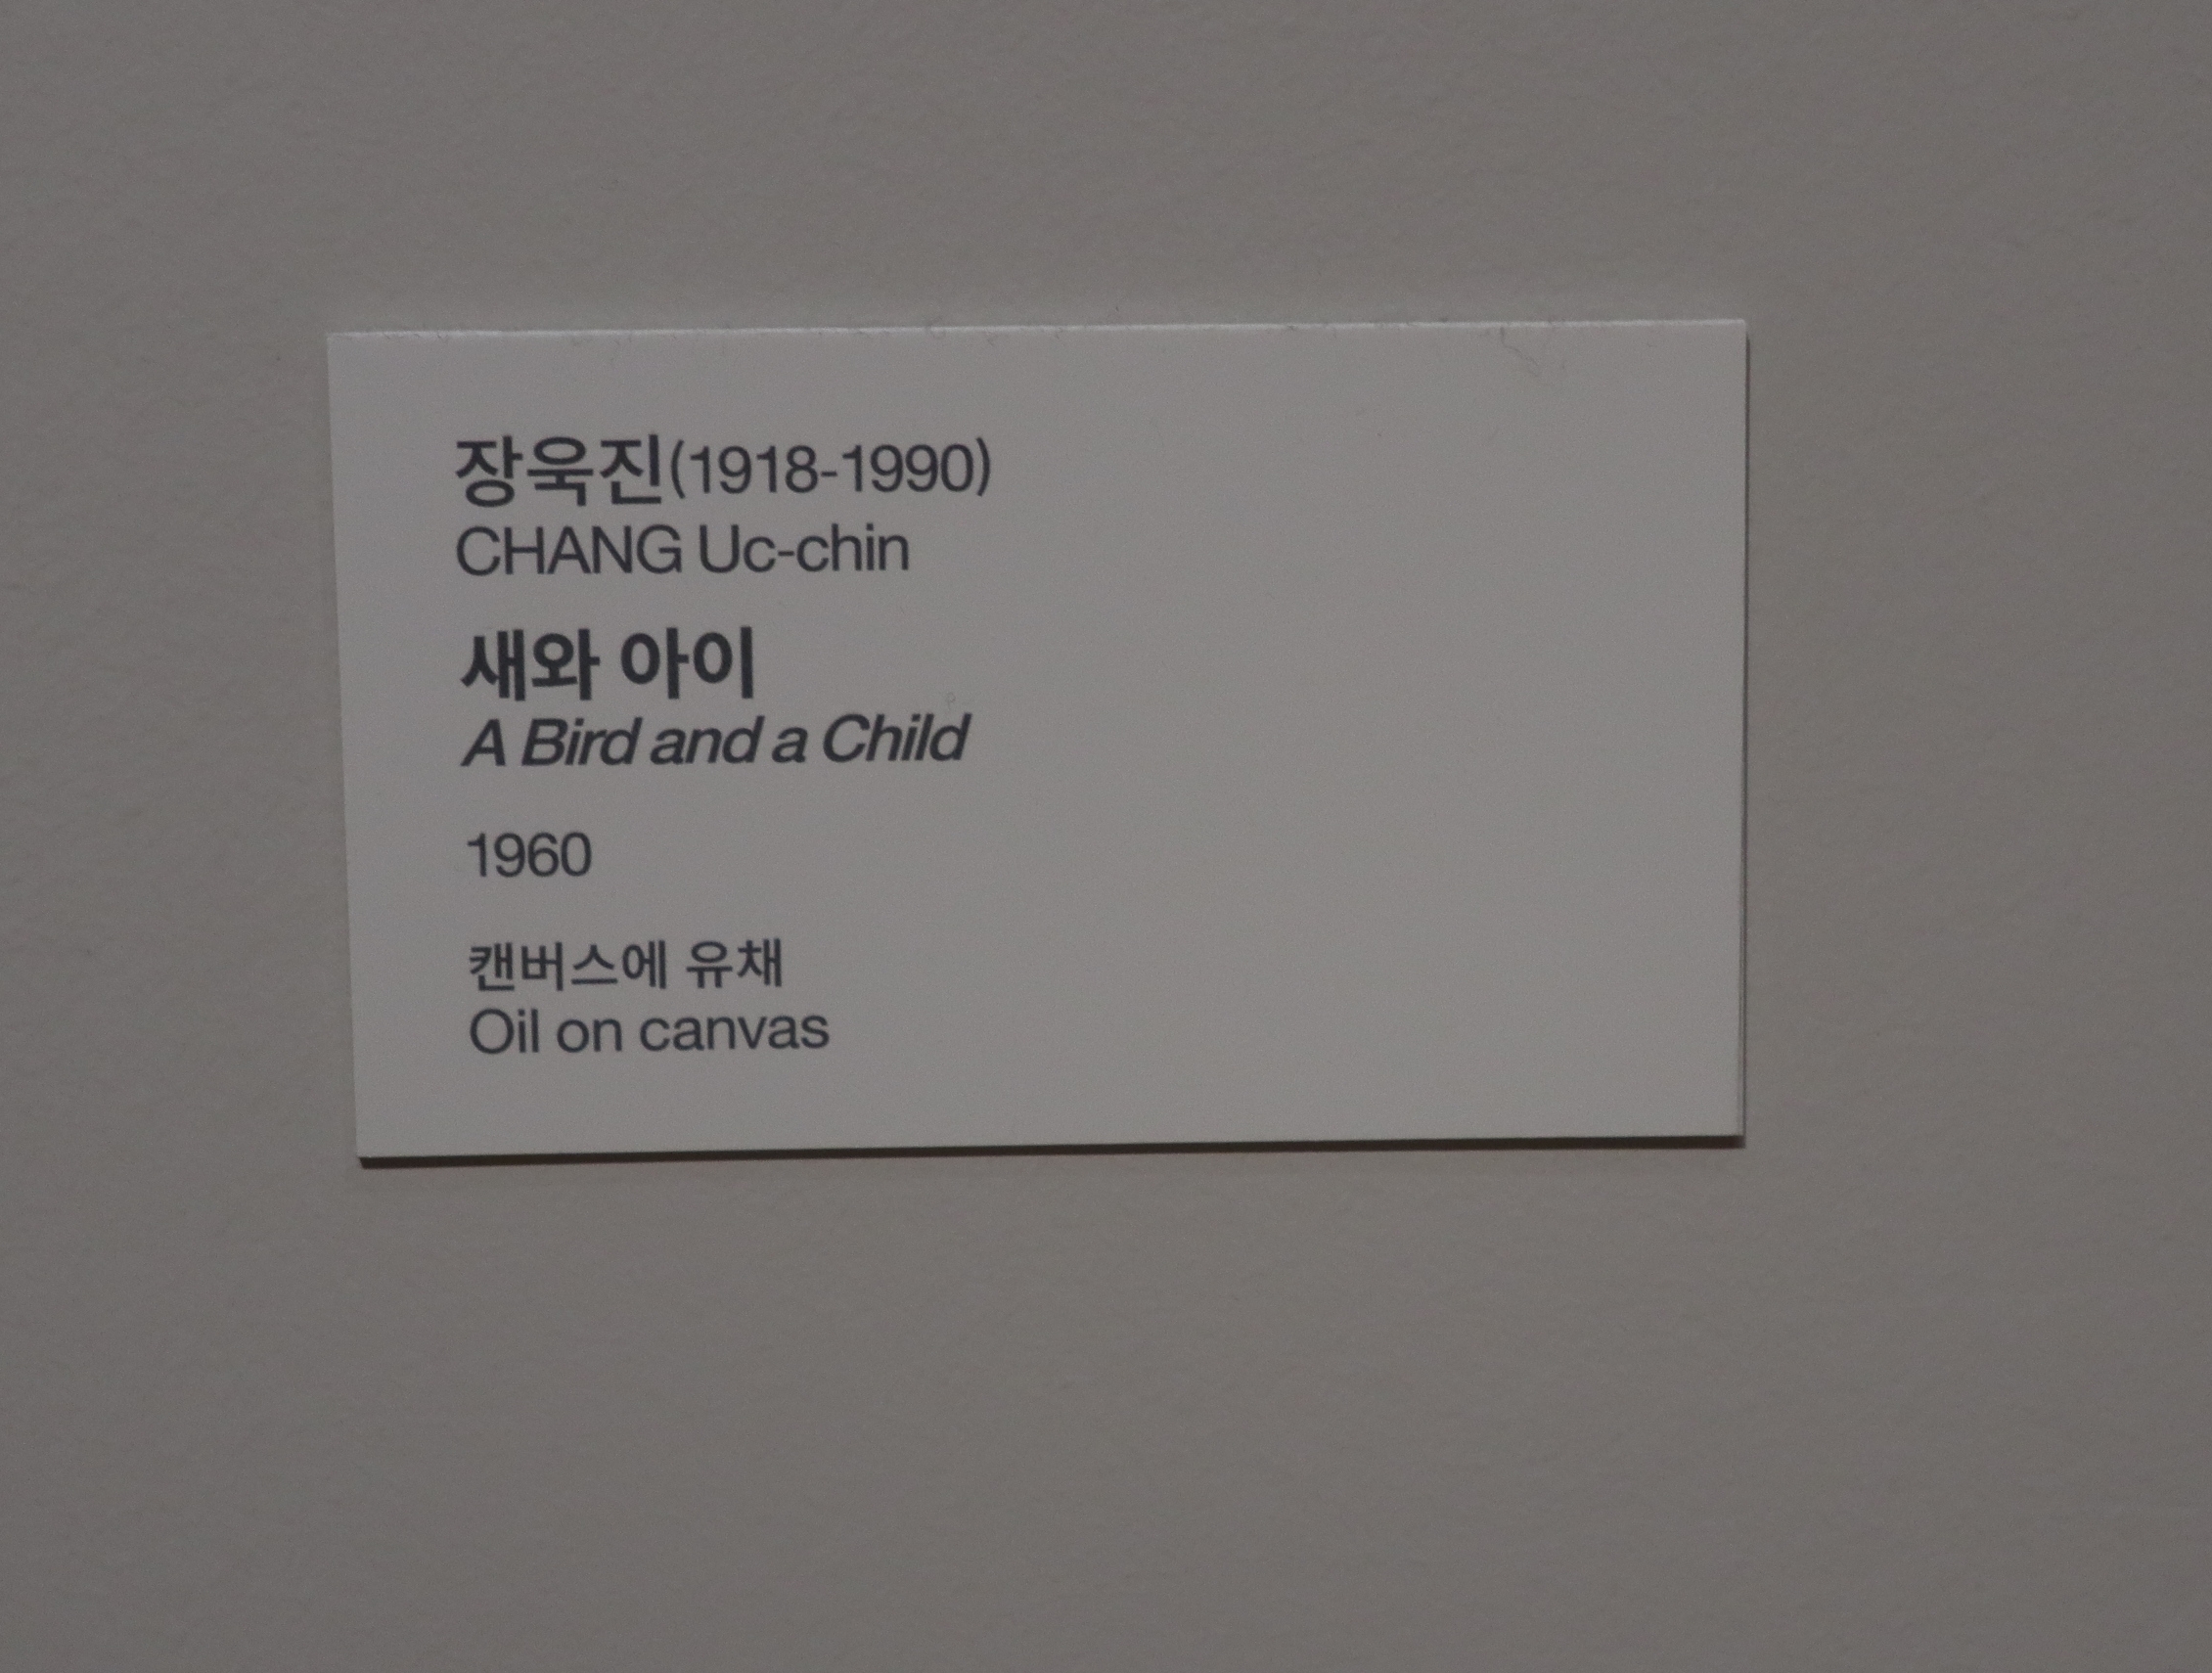 장욱진(1918-1990)
CHANG Uc-chin
새와 아이
A Bird and a Child
1960
캔버스에 유채
Oil on canvas